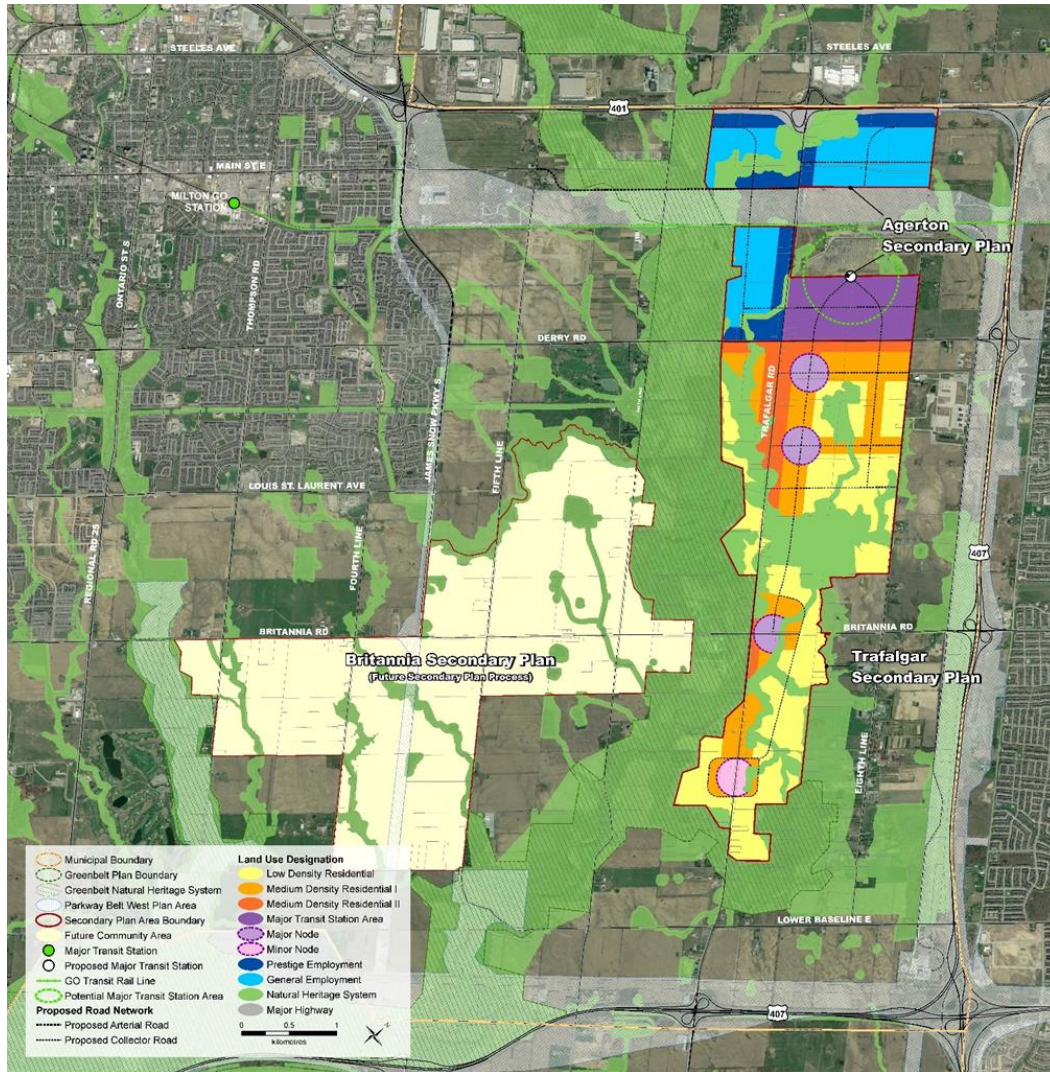 STEELES AVE
STEELES AVE
401
MAIN ST E
MILTON GO
STATION
ONTARIO ST S
THOMPSON RD
Agerton
Secondary Plan
DERRY RD
TRAFALGAR RD
JAMES SNOW PKWY S
FIFTH LINE
LOUIS ST. LAURENT AVE
REGIONAL RD 25
FOURTH LINE
407
BRITANNIA RD
BRITANNIA RD
Britannia Secondary Plan
(Future Secondary Plan Process)
Trafalgar
Secondary Plan
EIGHTH LINE
LOWER BASELINE E
407
Municipal Boundary
Greenbelt Plan Boundary
Greenbelt Natural Heritage System
Parkway Belt West Plan Area
Secondary Plan Area Boundary
Future Community Area
Major Transit Station
Proposed Major Transit Station
GO Transit Rail Line
Potential Major Transit Station Area
Proposed Road Network
Proposed Arterial Road
Proposed Collector Road
Land Use Designation
Low Density Residential
Medium Density Residential I
Medium Density Residential II
Major Transit Station Area
Major Node
Minor Node
Prestige Employment
General Employment
Natural Heritage System
Major Highway
0 0.5 1
kilometres